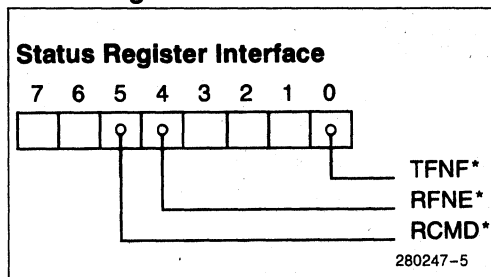 Status Register Interface
7 6 5 4 3 2 1 0
TFNF*
RFNE*
RCMD*
280247-5